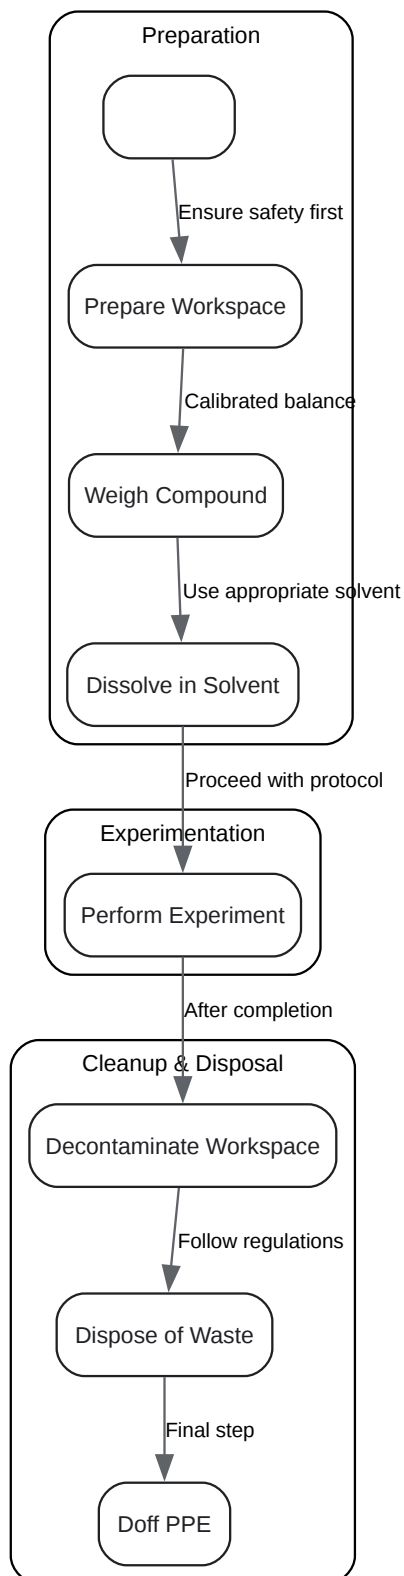 Preparation
Ensure safety first
Prepare Workspace
Calibrated balance
Weigh Compound
Use appropriate solvent
Dissolve in Solvent
Proceed with protocol
Experimentation
Perform Experiment
After completion
Cleanup & Disposal
Decontaminate Workspace
Follow regulations
Dispose of Waste
Final step
Doff PPE